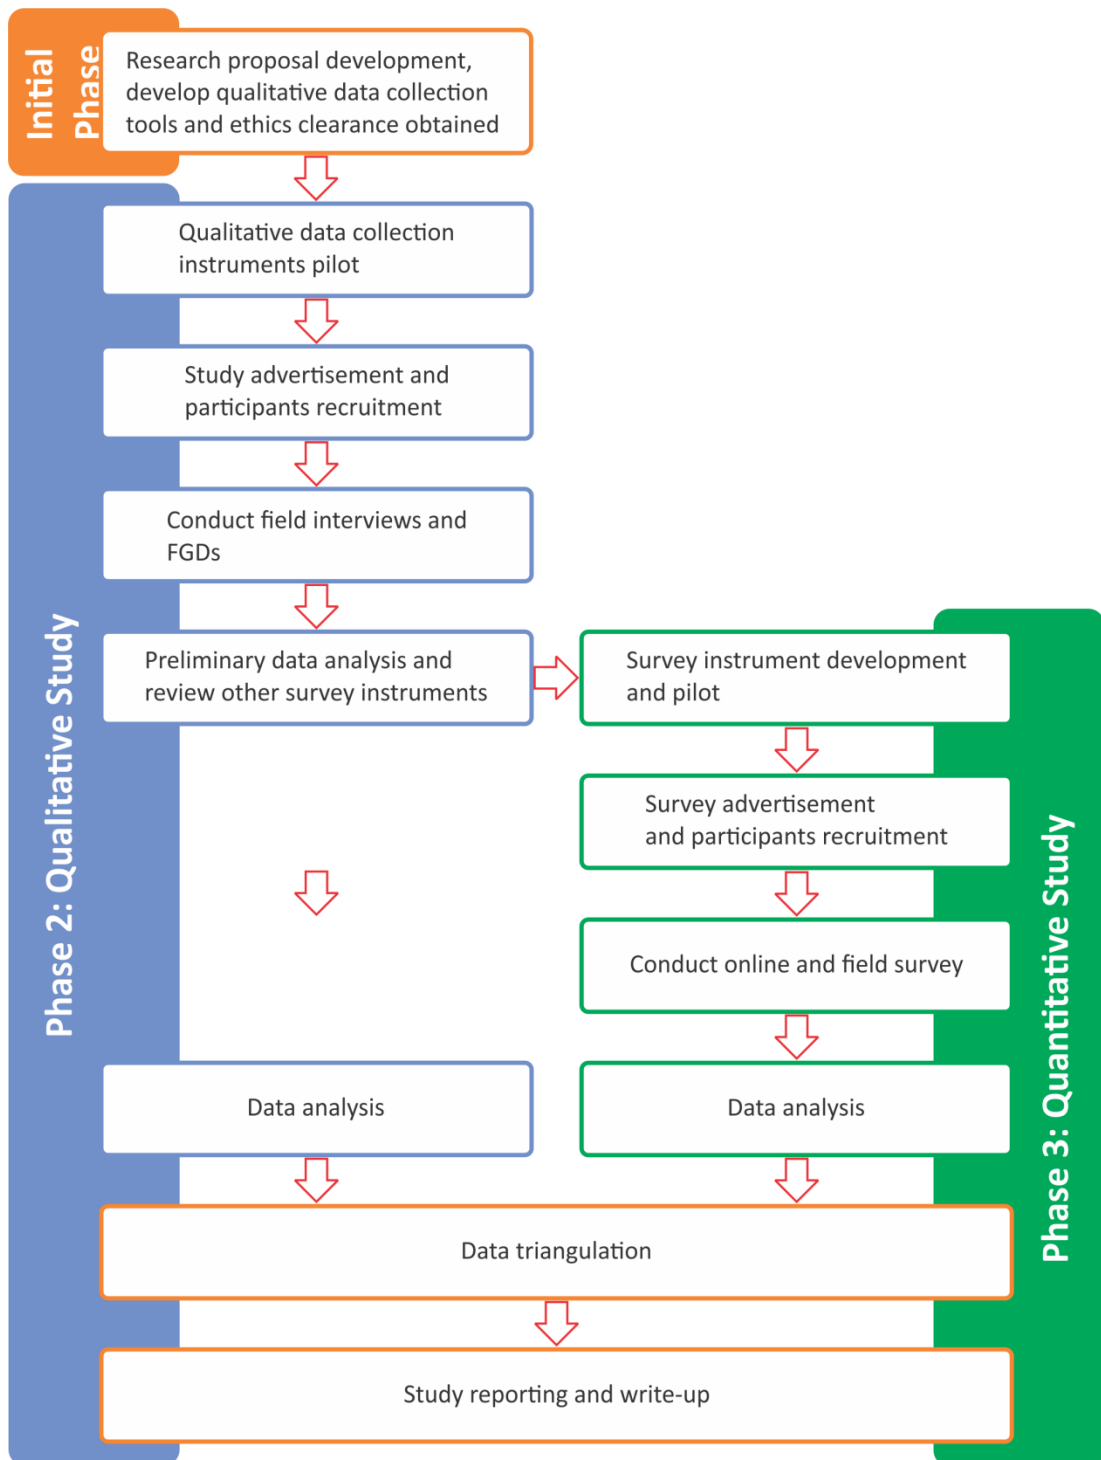 Initial
Phase
Research proposal development,
develop qualitative data collection
tools and ethics clearance obtained
Phase 2: Qualitative Study
Qualitative data collection
instruments pilot
Study advertisement and
participants recruitment
Conduct field interviews and
FGDs
Preliminary data analysis and
review other survey instruments
Phase 3: Quantitative Study
Survey instrument development
and pilot
Survey advertisement
and participants recruitment
Conduct online and field survey
Data analysis
Data analysis
Data triangulation
Study reporting and write-up